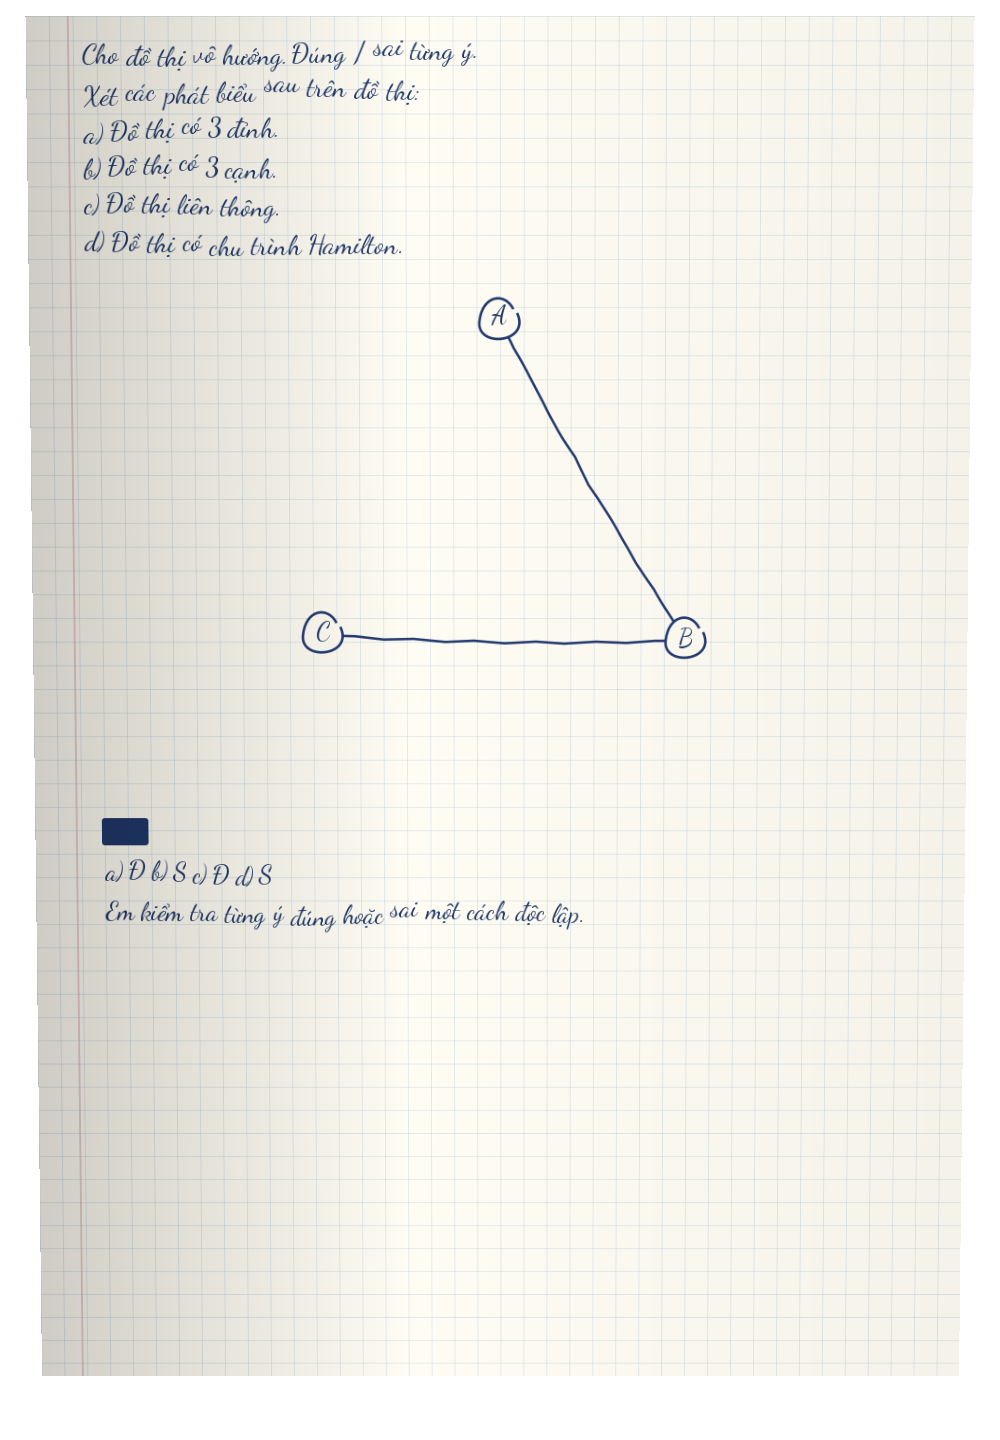 Cho đồ thị vô hướng. Đúng / sai từng ý.
Xét các phát biểu sau trên đồ thị:
a) Đồ thị có 3 đỉnh.
b) Đồ thị có 3 cạnh.
c) Đồ thị liên thông.
d) Đồ thị có chu trình Hamilton.
A
C
B
a) Đ b) S c) Đ d) S
Em kiểm tra từng ý đúng hoặc sai một cách độc lập.